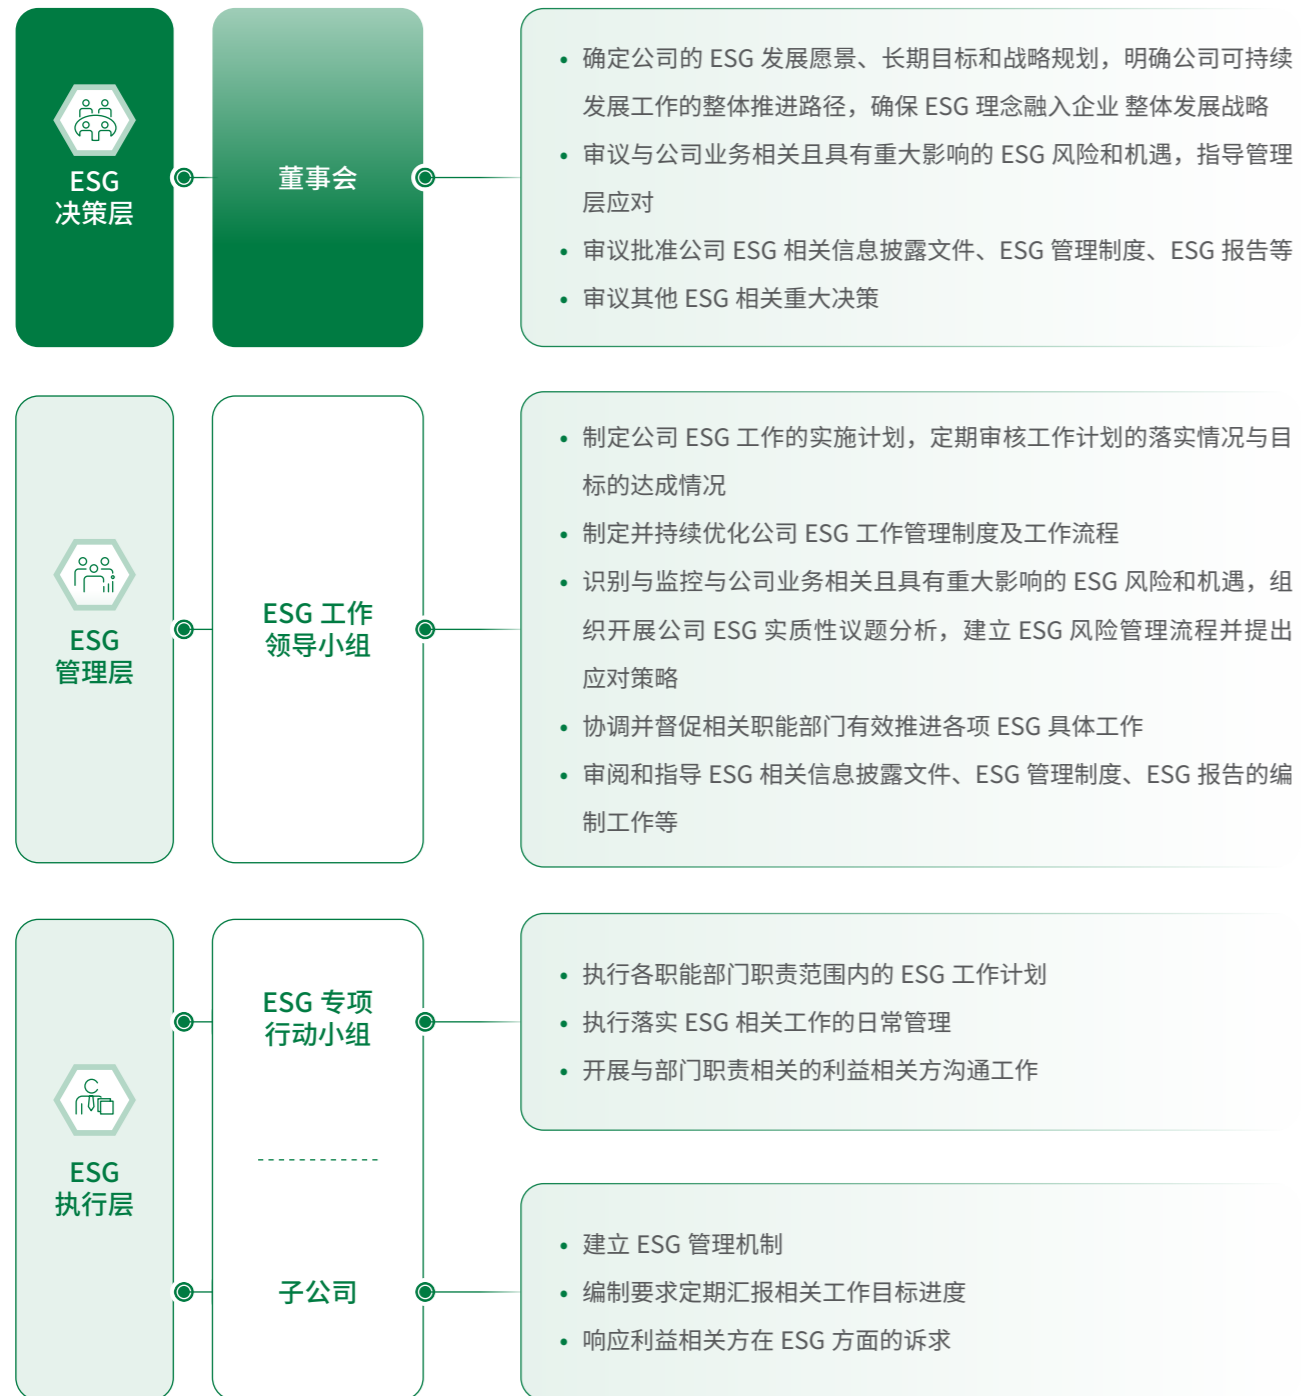 ESG
决策层
董事会
• 确定公司的 ESG 发展愿景、长期目标和战略规划，明确公司可持续
发展工作的整体推进路径，确保 ESG 理念融入企业 整体发展战略
• 审议与公司业务相关且具有重大影响的 ESG 风险和机遇，指导管理
层应对
• 审议批准公司 ESG 相关信息披露文件、ESG 管理制度、ESG 报告等
• 审议其他 ESG 相关重大决策
ESG
管理层
ESG 工作
领导小组
• 制定公司 ESG 工作的实施计划，定期审核工作计划的落实情况与目
标的达成情况
• 制定并持续优化公司 ESG 工作管理制度及工作流程
• 识别与监控与公司业务相关且具有重大影响的 ESG 风险和机遇，组
织开展公司 ESG 实质性议题分析，建立 ESG 风险管理流程并提出
应对策略
• 协调并督促相关职能部门有效推进各项 ESG 具体工作
• 审阅和指导 ESG 相关信息披露文件、ESG 管理制度、ESG 报告的编
制工作等
ESG
执行层
ESG 专项
行动小组
• 执行各职能部门职责范围内的 ESG 工作计划
• 执行落实 ESG 相关工作的日常管理
• 开展与部门职责相关的利益相关方沟通工作
子公司
• 建立 ESG 管理机制
• 编制要求定期汇报相关工作目标进度
• 响应利益相关方在 ESG 方面的诉求